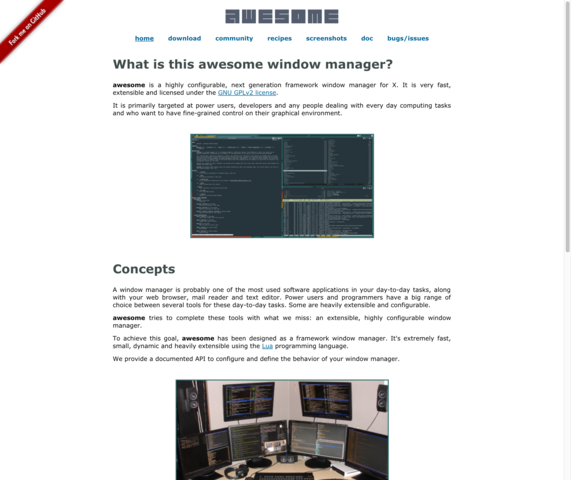 Fork me on GitHub
AWESOME
home download community recipes screenshots doc bugs/issues
What is this awesome window manager?
awesome is a highly configurable, next generation framework window manager for X. It is very fast,
extensible and licensed under the GNU GPLv2 license.
It is primarily targeted at power users, developers and any people dealing with every day computing tasks
and who want to have fine-grained control on their graphical environment.
Concepts
A window manager is probably one of the most used software applications in your day-to-day tasks, along
with your web browser, mail reader and text editor. Power users and programmers have a big range of
choice between several tools for these day-to-day tasks. Some are heavily extensible and configurable.
awesome tries to complete these tools with what we miss: an extensible, highly configurable window
manager.
To achieve this goal, awesome has been designed as a framework window manager. It's extremely fast,
small, dynamic and heavily extensible using the Lua programming language.
We provide a documented API to configure and define the behavior of your window manager.